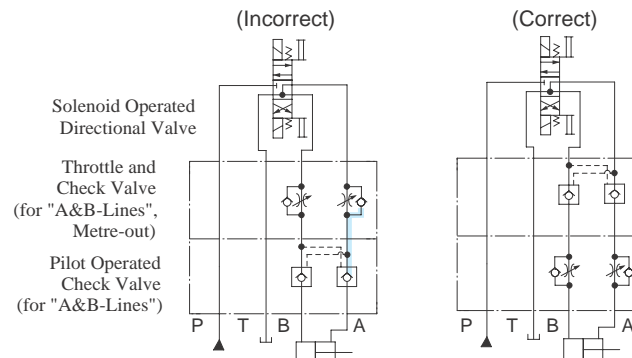 (Incorrect)
(Correct)
Solenoid Operated
Directional Valve
Throttle and
Check Valve
(for "A&B-Lines",
Metre-out)
Pilot Operated
Check Valve
(for "A&B-Lines")
P T B A
P T B A